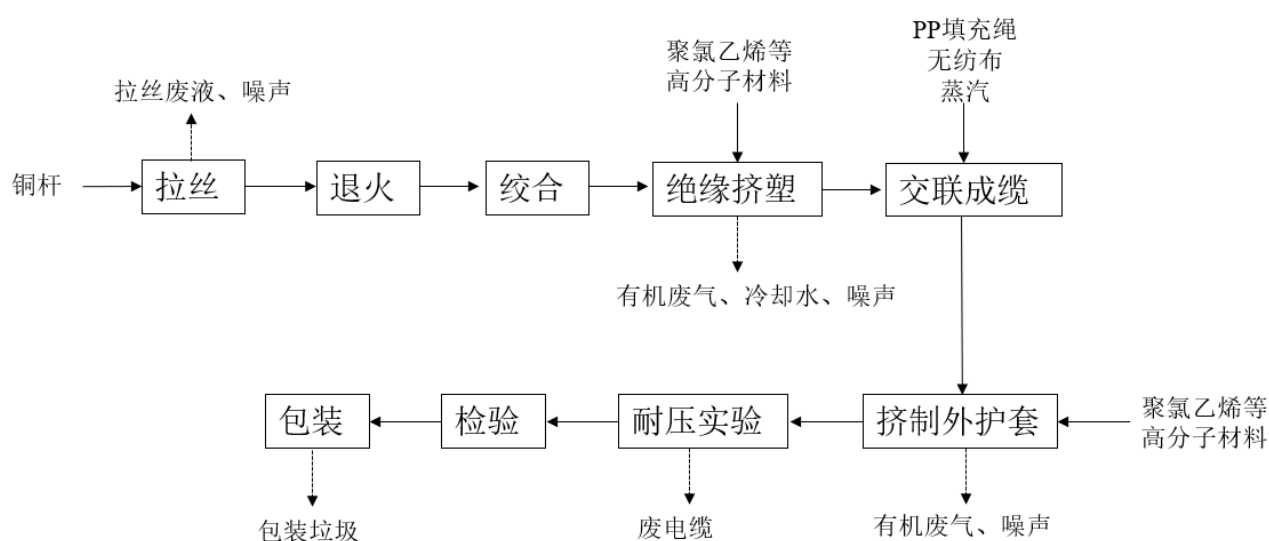 PP填充绳
无纺布
蒸汽
聚氯乙烯等
高分子材料
拉丝废液、噪声
铜杆
拉丝
退火
绞合
绝缘挤塑
交联成缆
有机废气、冷却水、噪声
包装
检验
耐压实验
挤制外护套
聚氯乙烯等
高分子材料
包装垃圾
废电缆
有机废气、噪声